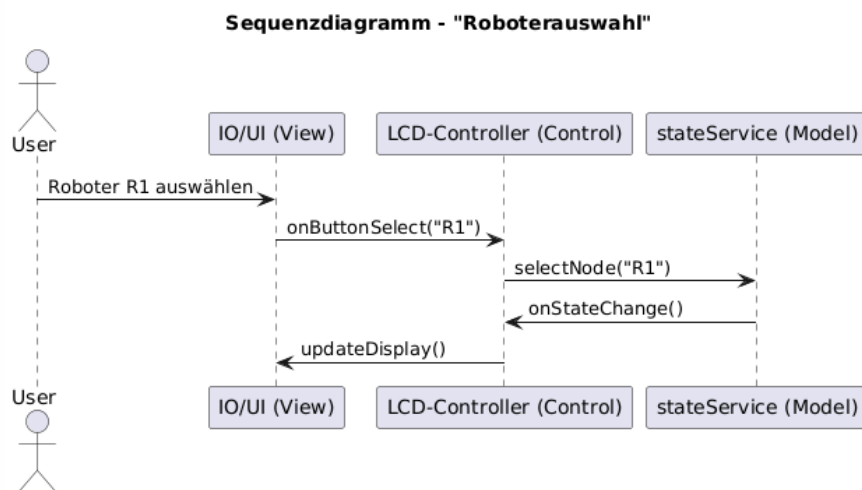 Sequenzdiagramm - "Roboterauswahl"
User
IO/UI (View)
LCD-Controller (Control)
stateService (Model)
Roboter R1 auswählen
onButtonSelect("R1")
selectNode("R1")
onStateChange()
updateDisplay()
User
IO/UI (View)
LCD-Controller (Control)
stateService (Model)